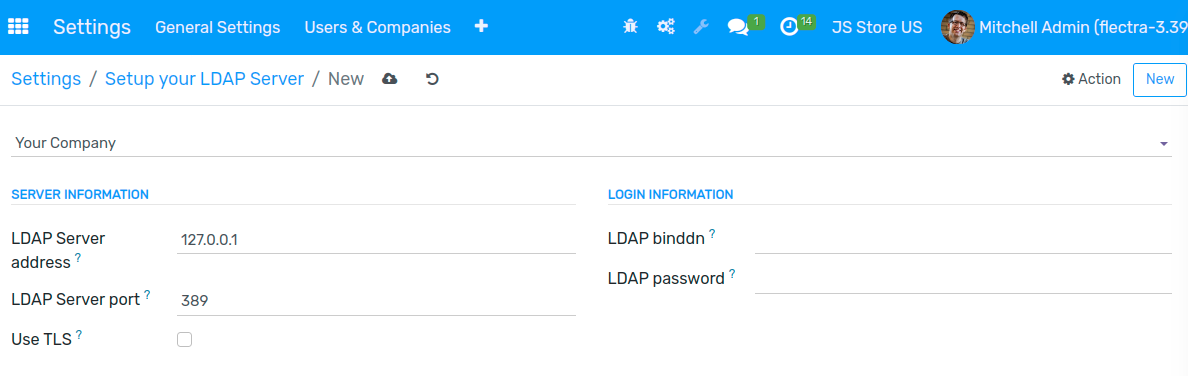 Settings General Settings Users & Companies 1 14 JS Store US Mitchell Admin (flectra-3.39
Settings / Setup your LDAP Server / New Action New
Your Company
SERVER INFORMATION
LDAP Server address ?
127.0.0.1
LDAP Server port ? 389
Use TLS ?
LOGIN INFORMATION
LDAP binddn ?
LDAP password ?